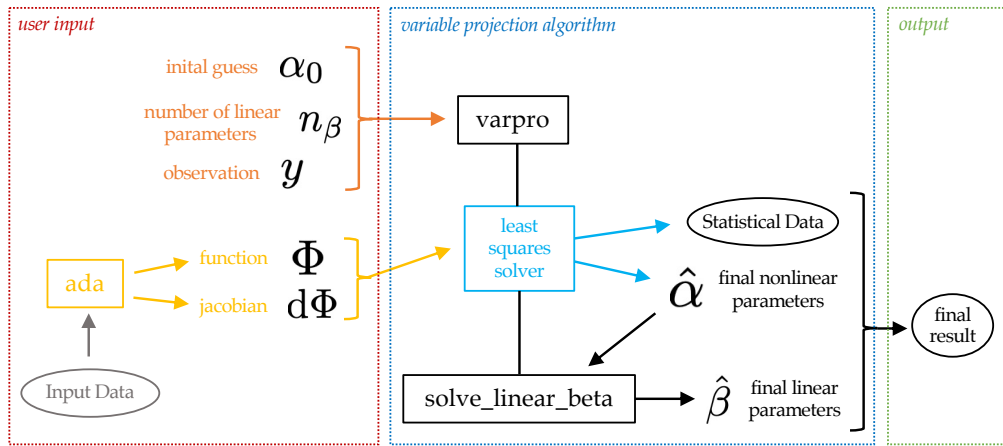 user input
inital guess α₀
number of linear
parameters n_β
observation y
ada
function Φ
jacobian dΦ
Input Data
variable projection algorithm
varpro
least
squares
solver
Statistical Data
α̂ final nonlinear
parameters
solve_linear_beta
β̂ final linear
parameters
output
final
result